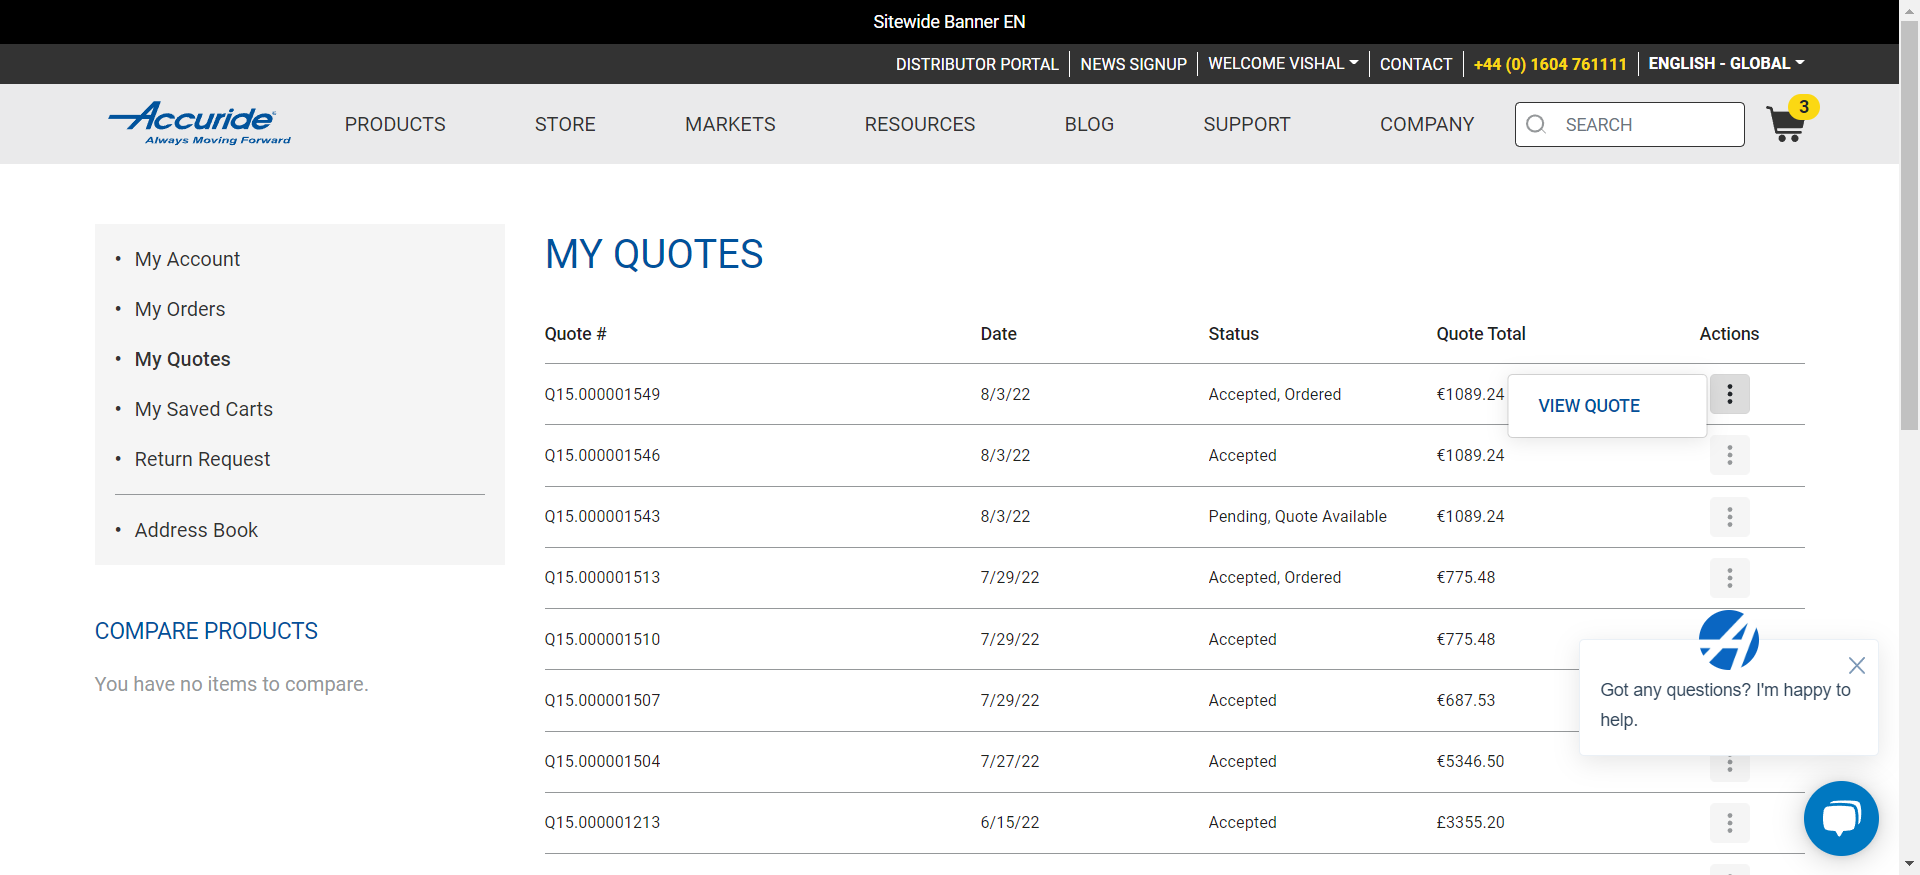 Sitewide Banner EN
DISTRIBUTOR PORTAL NEWS SIGNUP WELCOME VISHAL CONTACT +44 (0) 1604 761111 ENGLISH - GLOBAL
Accuride
Always Moving Forward
PRODUCTS STORE MARKETS RESOURCES BLOG SUPPORT COMPANY SEARCH 3
• My Account
• My Orders
• My Quotes
• My Saved Carts
• Return Request
• Address Book
COMPARE PRODUCTS
You have no items to compare.
MY QUOTES
Quote # Date Status Quote Total Actions
Q15.000001549 8/3/22 Accepted, Ordered €1089.24
VIEW QUOTE
Q15.000001546 8/3/22 Accepted €1089.24
Q15.000001543 8/3/22 Pending, Quote Available €1089.24
Q15.000001513 7/29/22 Accepted, Ordered €775.48
Q15.000001510 7/29/22 Accepted €775.48
Q15.000001507 7/29/22 Accepted €687.53
Q15.000001504 7/27/22 Accepted €5346.50
Q15.000001213 6/15/22 Accepted £3355.20
Got any questions? I'm happy to
help.